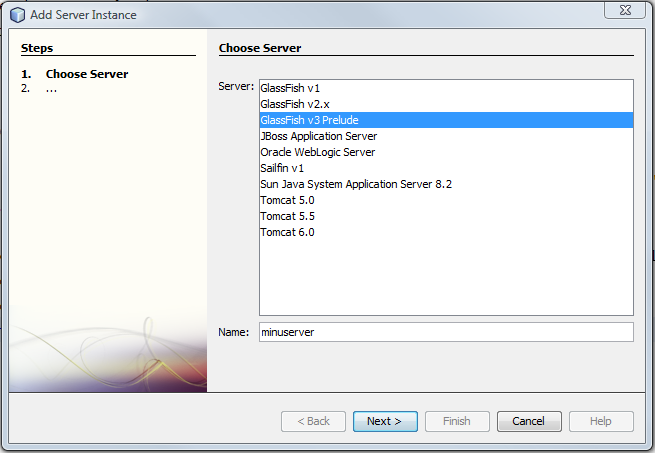 Add Server Instance
Steps
1. Choose Server
2. ...
Choose Server
Server:
GlassFish v1
GlassFish v2.x
GlassFish v3 Prelude
JBoss Application Server
Oracle WebLogic Server
Sailfin v1
Sun Java System Application Server 8.2
Tomcat 5.0
Tomcat 5.5
Tomcat 6.0
Name: minuserver
< Back Next > Finish Cancel Help